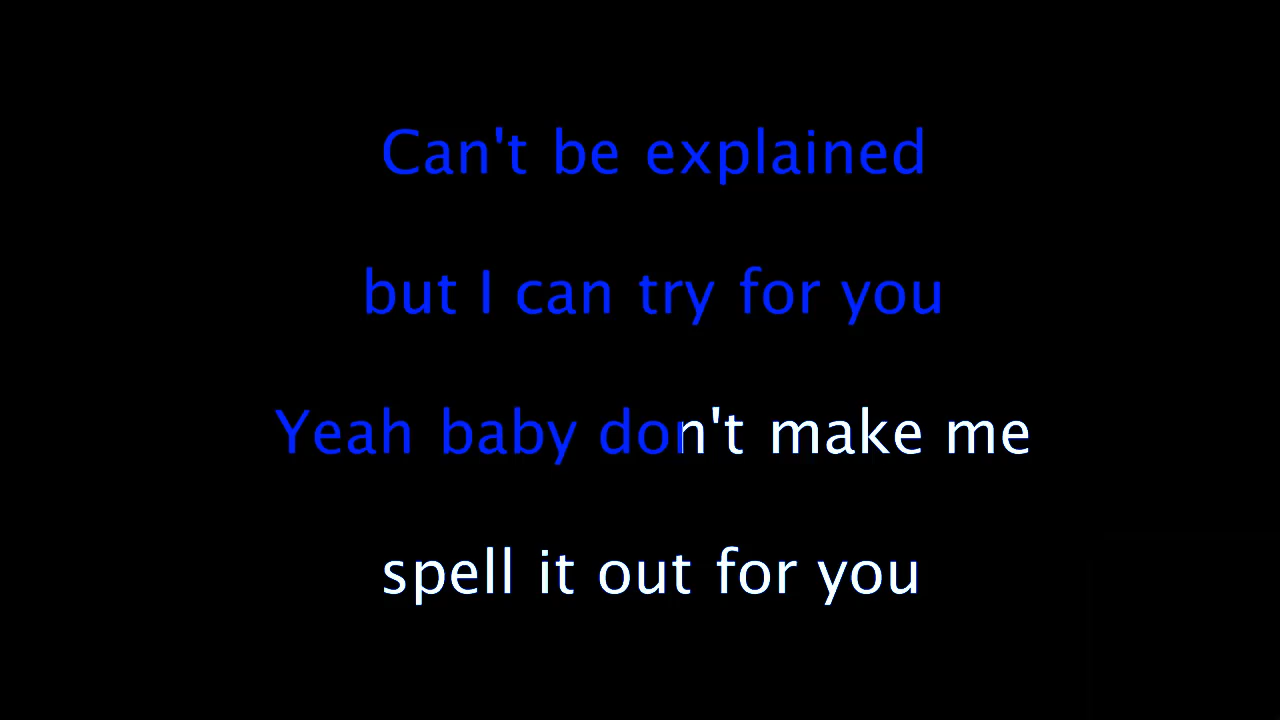 Can't be explained
but I can try for you
Yeah baby don't make me
spell it out for you